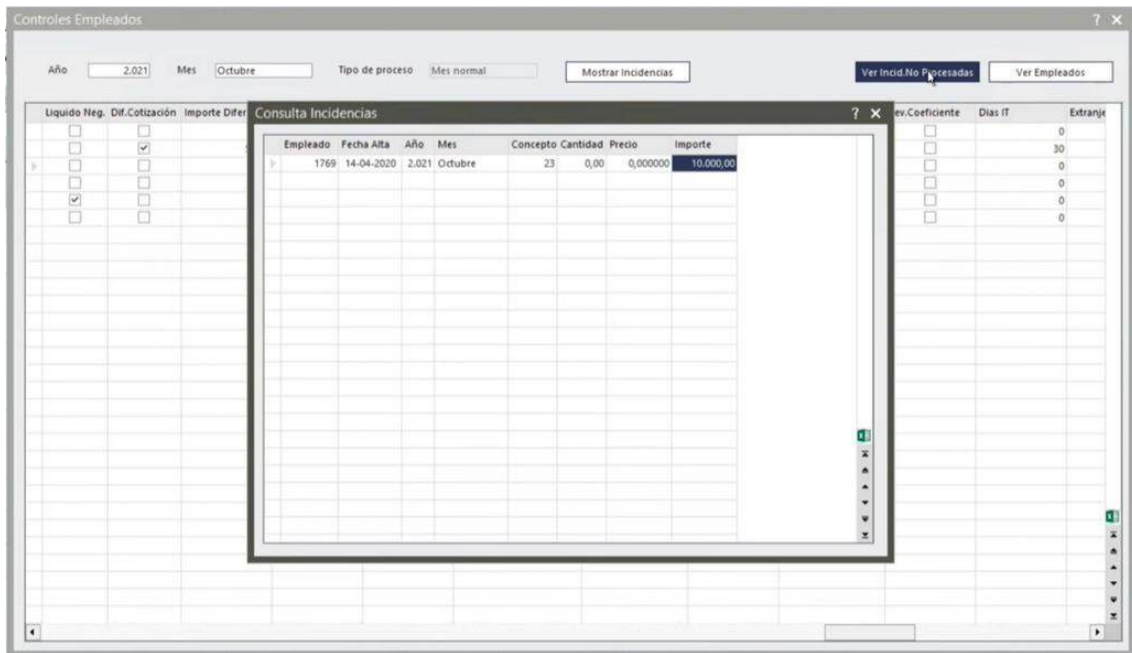 Controles Empleados ? ×
Año 2.021 Mes Octubre Tipo de proceso Mes normal Mostrar Incidencias Ver Incid.No Procesadas Ver Empleados
Liquido Neg. Dif.Cotización Importe Difer ev.Coeficiente Dias IT Extranje
0
30
0
0
0
0
Consulta Incidencias ? ×
Empleado Fecha Alta Año Mes Concepto Cantidad Precio Importe
1769 14-04-2020 2.021 Octubre 23 0,00 0,000000 10.000,00